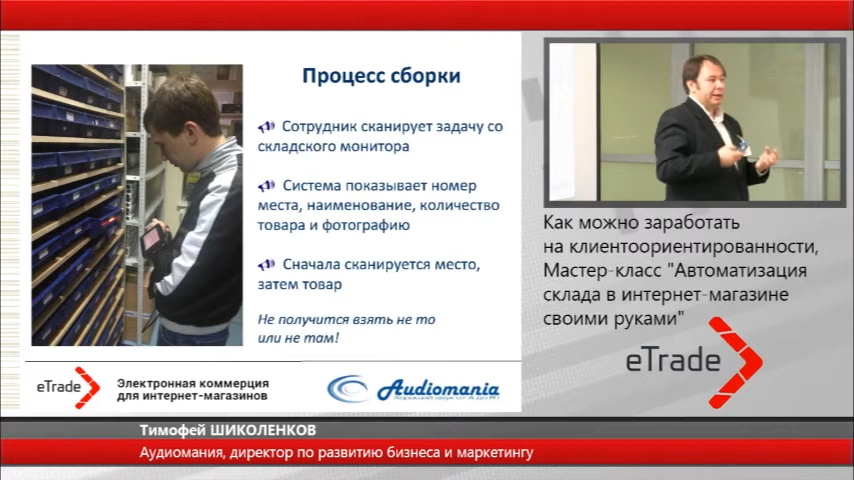 Процесс сборки
Сотрудник сканирует задачу со
складского монитора
Система показывает номер
места, наименование, количество
товара и фотографию
Сначала сканируется место,
затем товар
Не получится взять не то
или не там!
eTrade
Электронная коммерция
для интернет-магазинов
Audiomania
Как можно заработать
на клиентоориентированности,
Мастер-класс "Автоматизация
склада в интернет-магазине
своими руками"
eTrade
Тимофей ШИКОЛЕНКОВ
Аудиомания, директор по развитию бизнеса и маркетингу